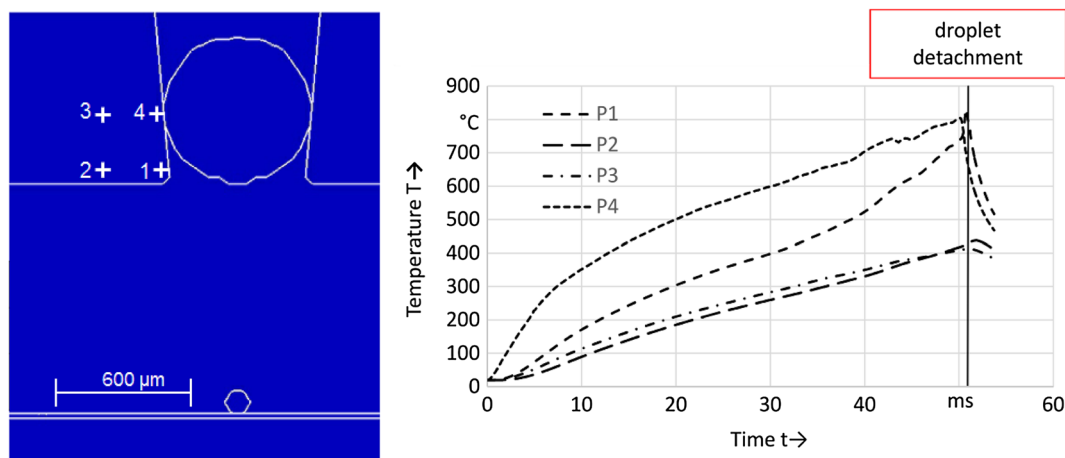 3 4
2 1
600 µm
droplet
detachment
900
°C
700
600
500
400
300
200
100
0
P1
P2
P3
P4
Temperature T→
0 10 20 30 40 ms 60
Time t→